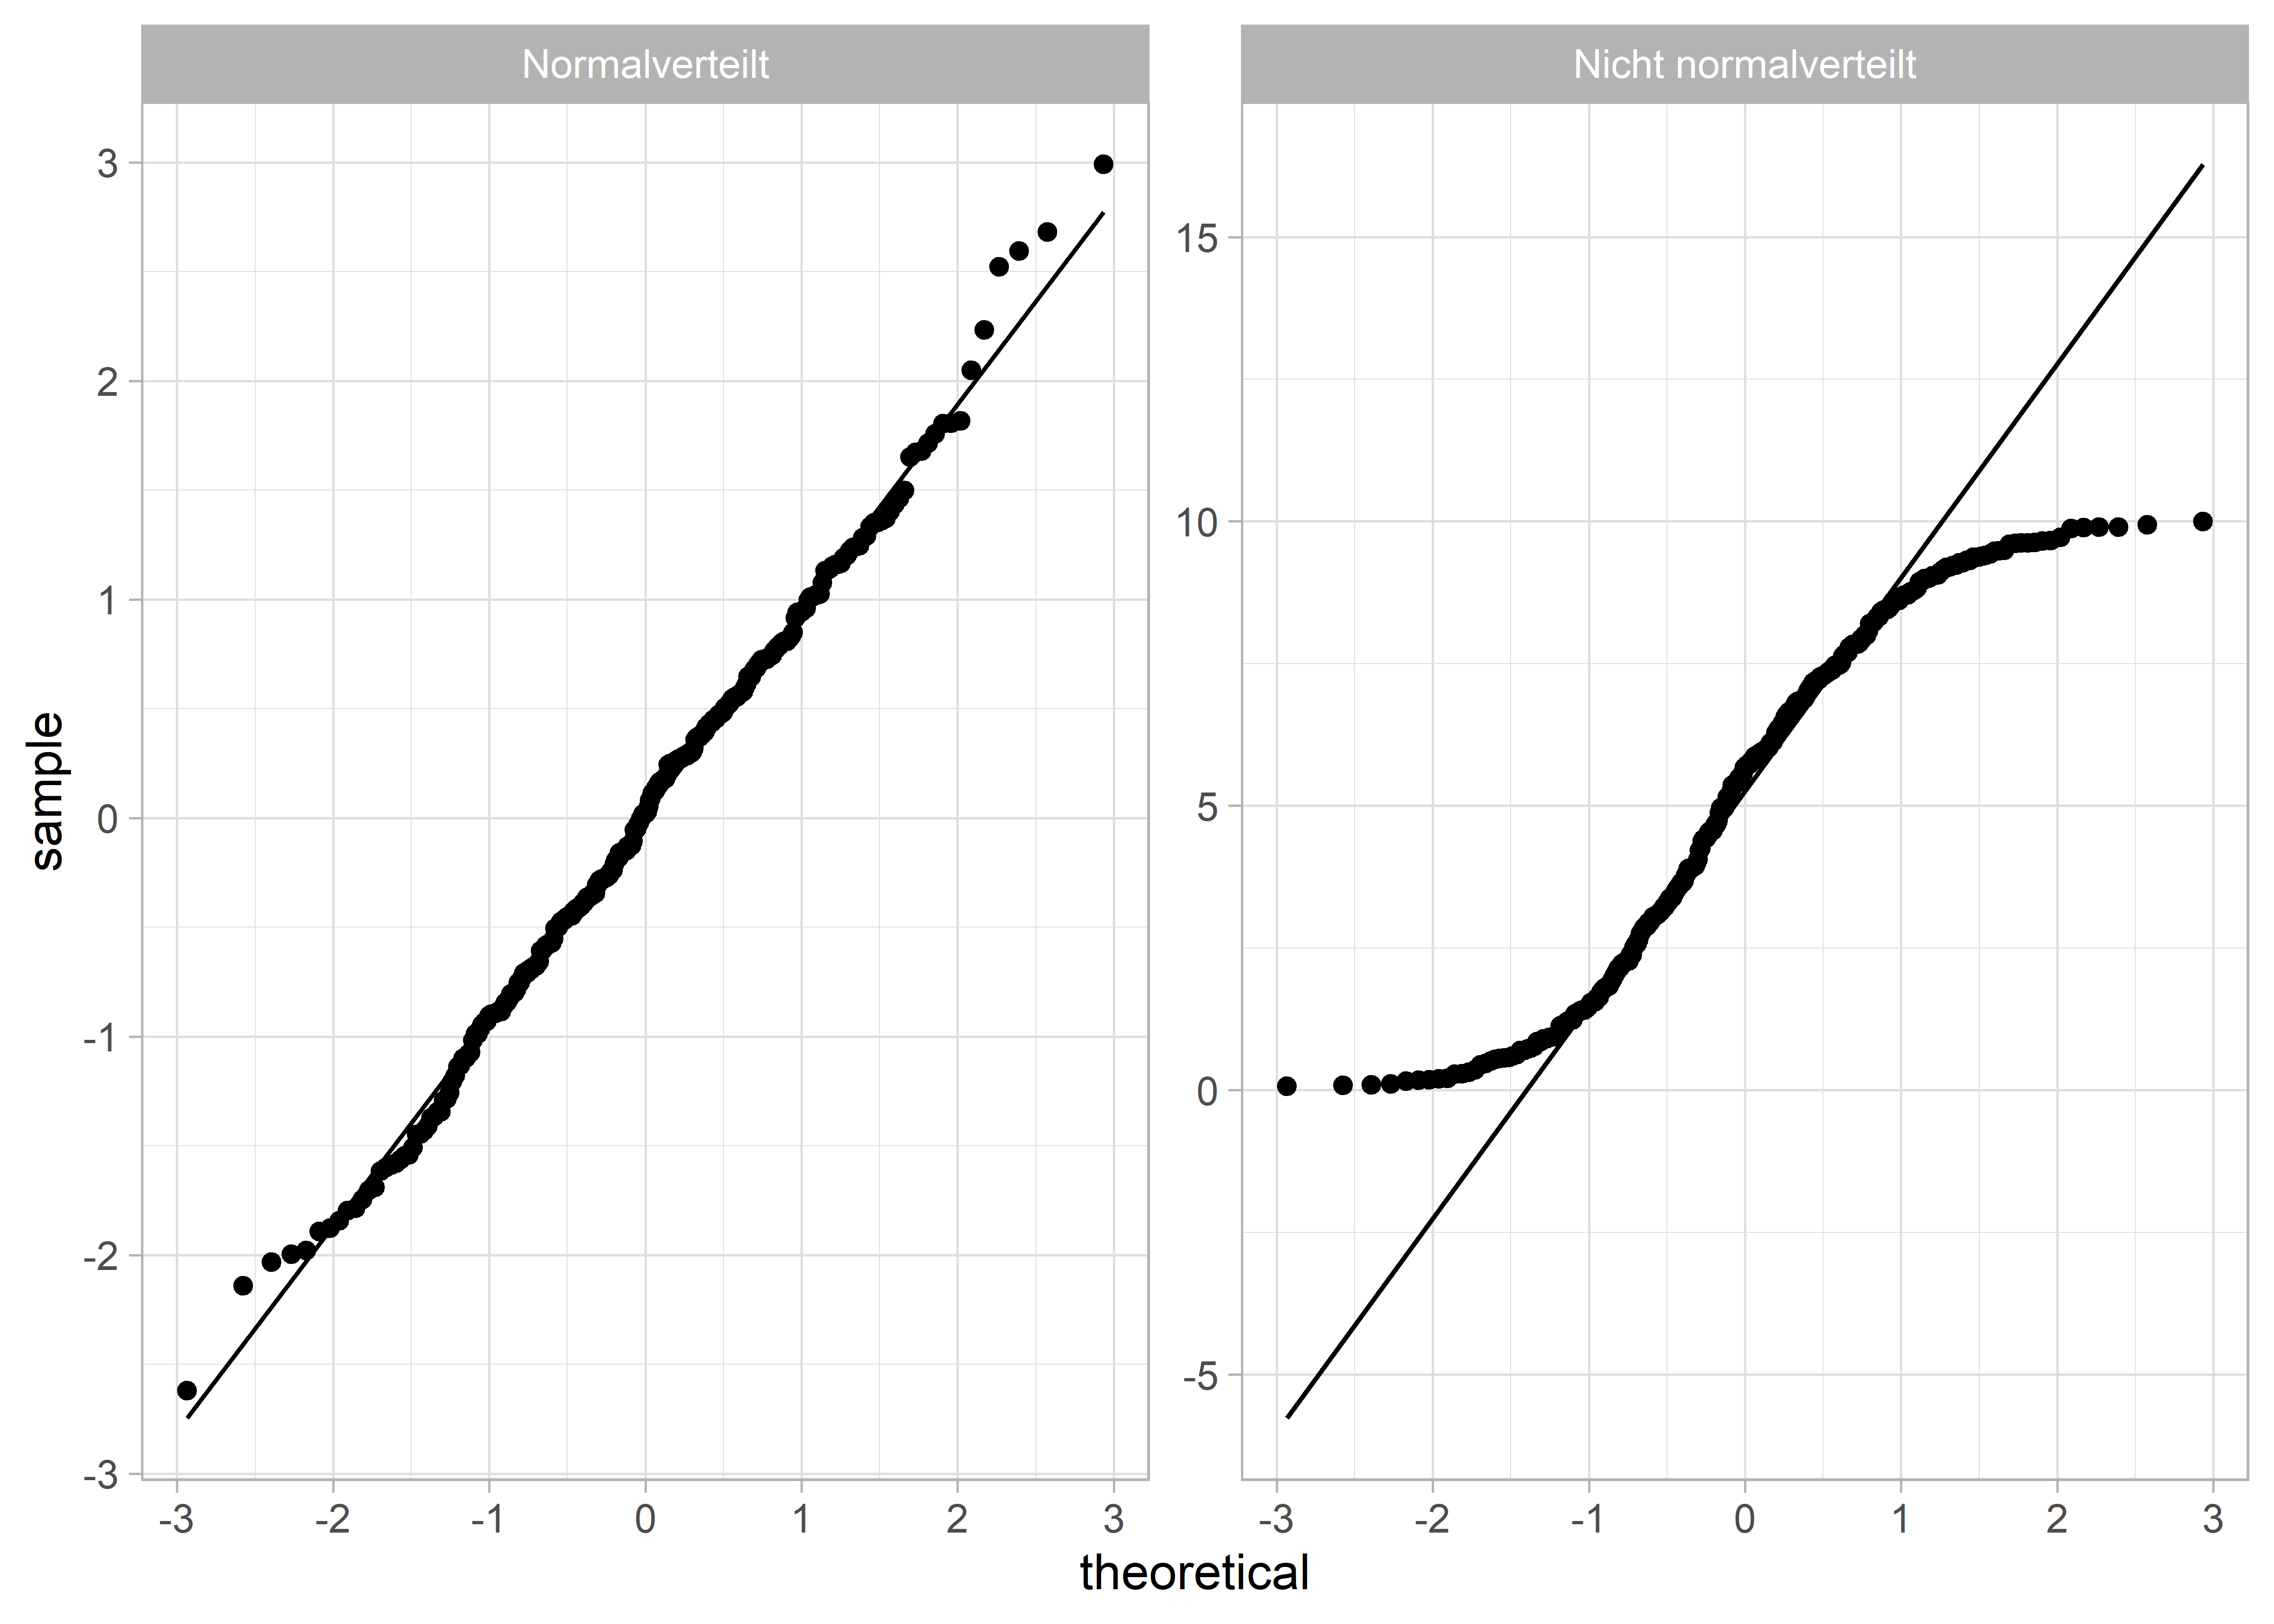 Normalverteilt
Nicht normalverteilt
3
2
1
0
-1
-2
-3
15
10
5
0
-5
sample
-3 -2 -1 0 1 2 3
-3 -2 -1 0 1 2 3
theoretical